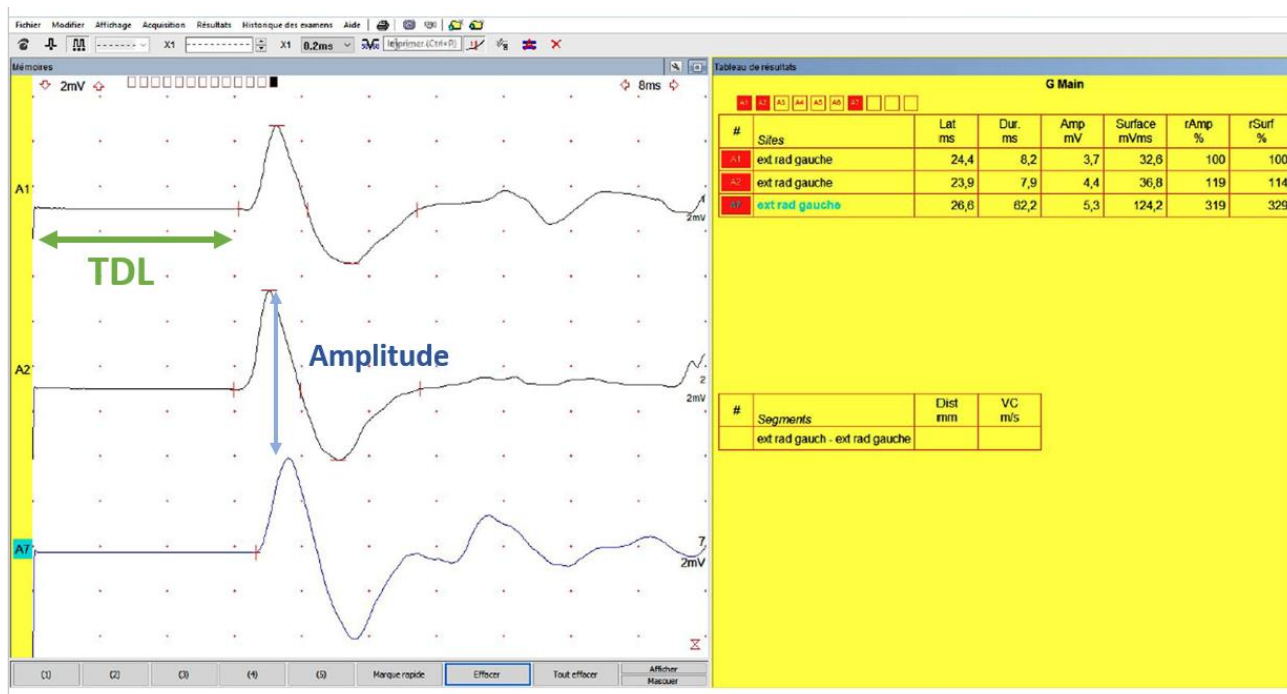 Fichier Modifier Affichage Acquisition Résultats Historique des examens Aide
X1 X1 0.2ms Imprimer (Ctrl+P)
Mémoires
2mV 8ms
A1
1
2mV
TDL
A2
2
2mV
Amplitude
A7
7
2mV
(1) (2) (3) (4) (5) Marque rapide Effacer Tout effacer Afficher
Masquer
Tableau de résultats
G Main
A1 A2 A3 A4 A5 A6 A7
# Sites Lat ms Dur. ms Amp mV Surface mVms rAmp % rSurf %
A1 ext rad gauche 24,4 8,2 3,7 32,6 100 100
A2 ext rad gauche 23,9 7,9 4,4 36,8 119 114
A7 ext rad gauche 26,6 62,2 5,3 124,2 319 329
# Segments Dist mm VC m/s
ext rad gauch - ext rad gauche